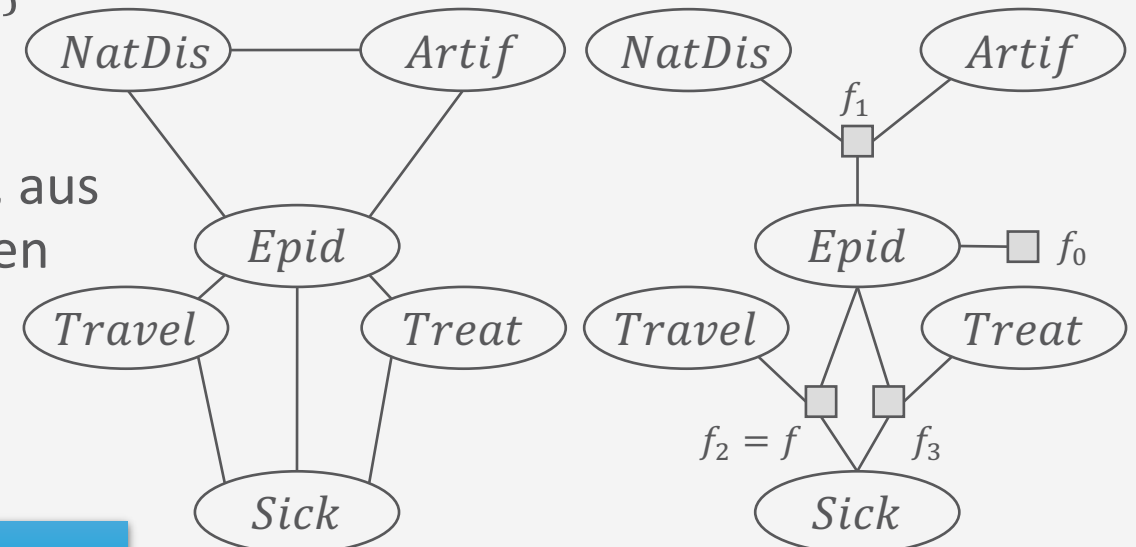 NatDis Artif NatDis Artif
f₁
aus
Epid Epid f₀
en
Travel Treat Travel Treat
f₂ = f f₃
Sick Sick